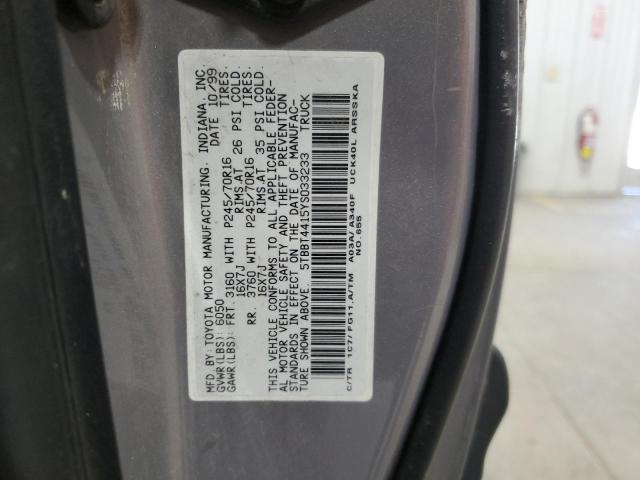 MFD. BY: TOYOTA MOTOR MANUFACTURING, INDIANA, INC.
GVWR(LBS): 6050 DATE 10/99
GAWR(LBS): FRT. 3160 WITH P245/70R16 TIRES.
16X7J RIMS.AT 26 PSI COLD.
RR. 3760 WITH P245/70R16 TIRES.
16X7J RIMS.AT 35 PSI COLD.
THIS VEHICLE CONFORMS TO ALL APPLICABLE FEDER-
AL MOTOR VEHICLE SAFETY AND THEFT PREVENTION
STANDARDS IN EFFECT ON THE DATE OF MANUFAC-
TURE SHOWN ABOVE. 5TBBT4415YS033233 TRUCK
C/TR 1C7/FG11,A/TM A03A/A340F UCK40L ARSSKA
NO.655